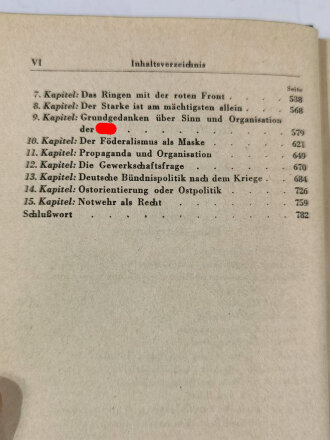 VI Inhaltsverzeichnis
Seite
7. Kapitel: Das Ringen mit der roten Front . . . . . 538
8. Kapitel: Der Starke ist am mächtigsten allein . . . . 568
9. Kapitel: Grundgedanken über Sinn und Organisation
der . . . . . . . . . . . 579
10. Kapitel: Der Föderalismus als Maske . . . . . . 621
11. Kapitel: Propaganda und Organisation . . . . . 649
12. Kapitel: Die Gewerkschaftsfrage . . . . . . . 670
13. Kapitel: Deutsche Bündnispolitik nach dem Kriege . . 684
14. Kapitel: Ostorientierung oder Ostpolitik . . . . . 726
15. Kapitel: Notwehr als Recht . . . . . . . . 759
Schlußwort . . . . . . . . . . . . 782